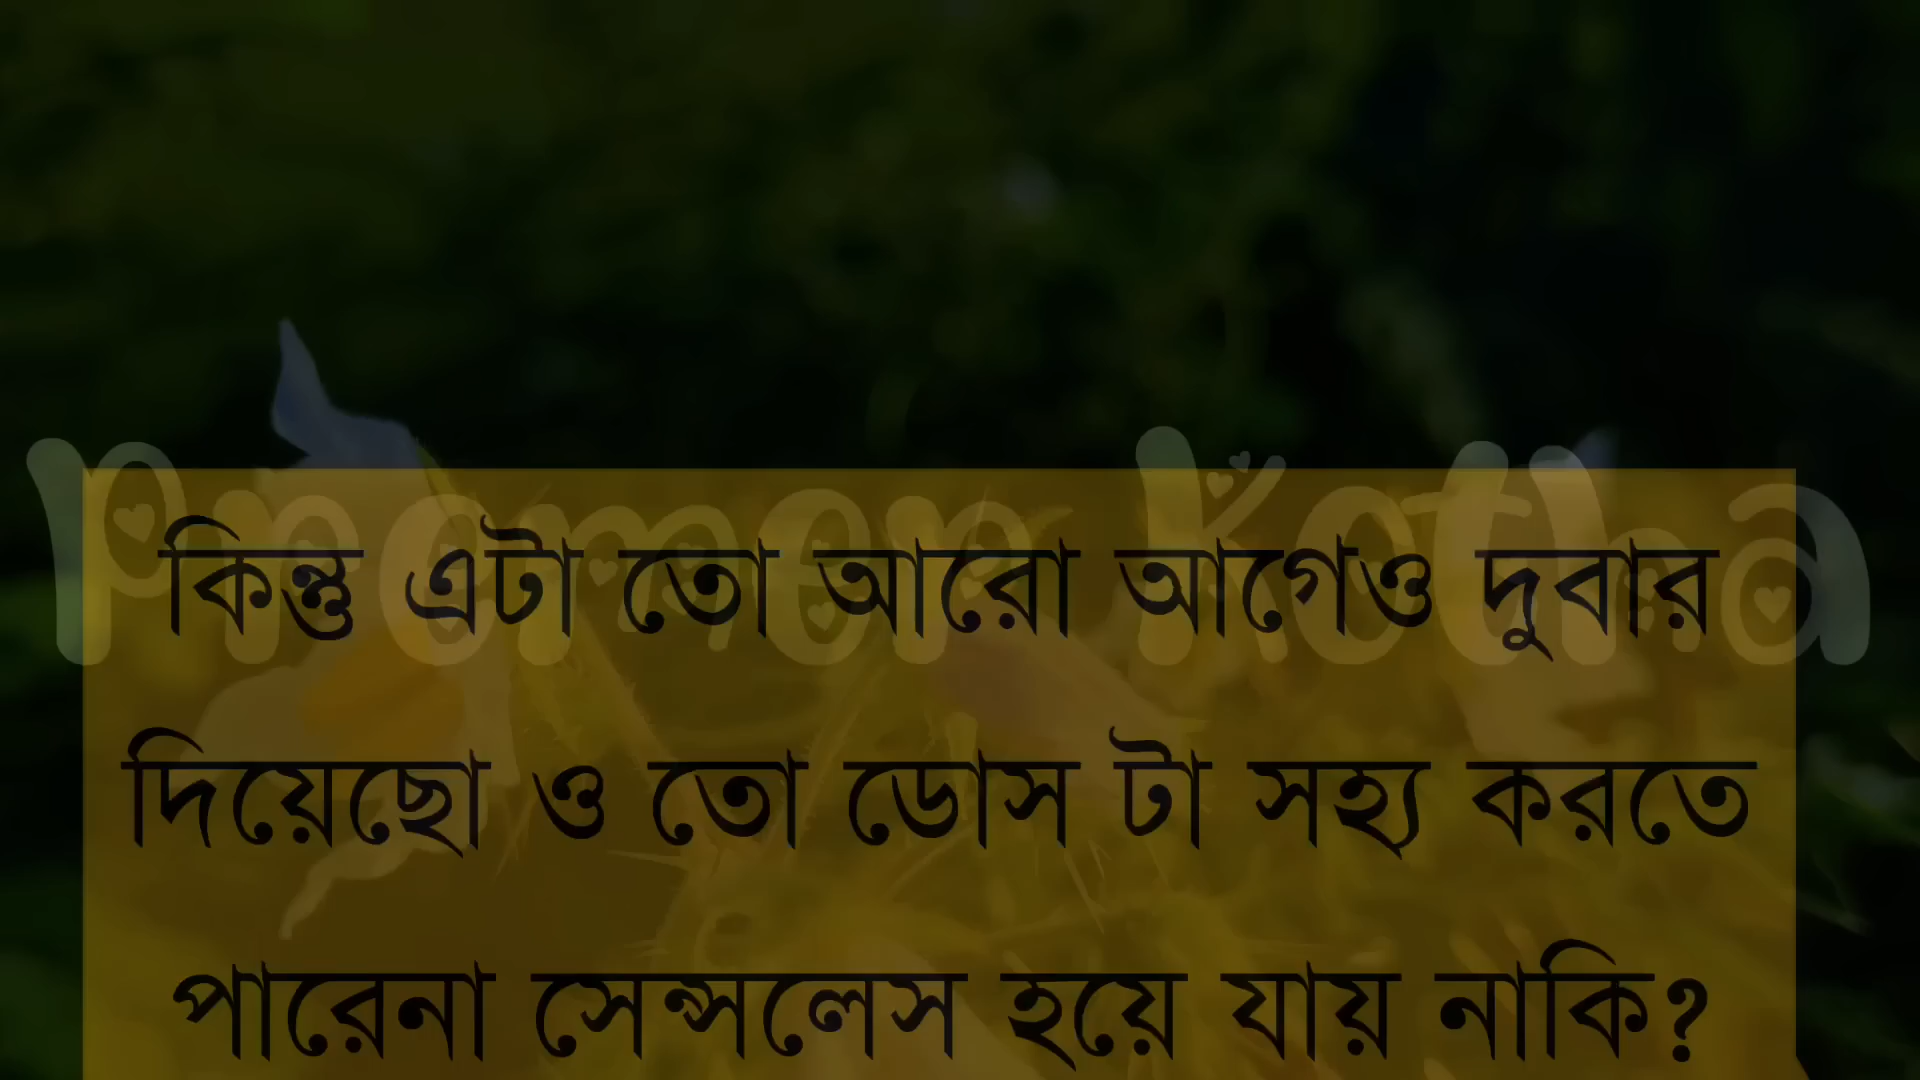 Premer Kotha
কিন্তু এটা তো আরো আগেও দুবার
দিয়েছো ও তো ডোস টা সহ্য করতে
পারেনা সেন্সলেস হয়ে যায় নাকি?